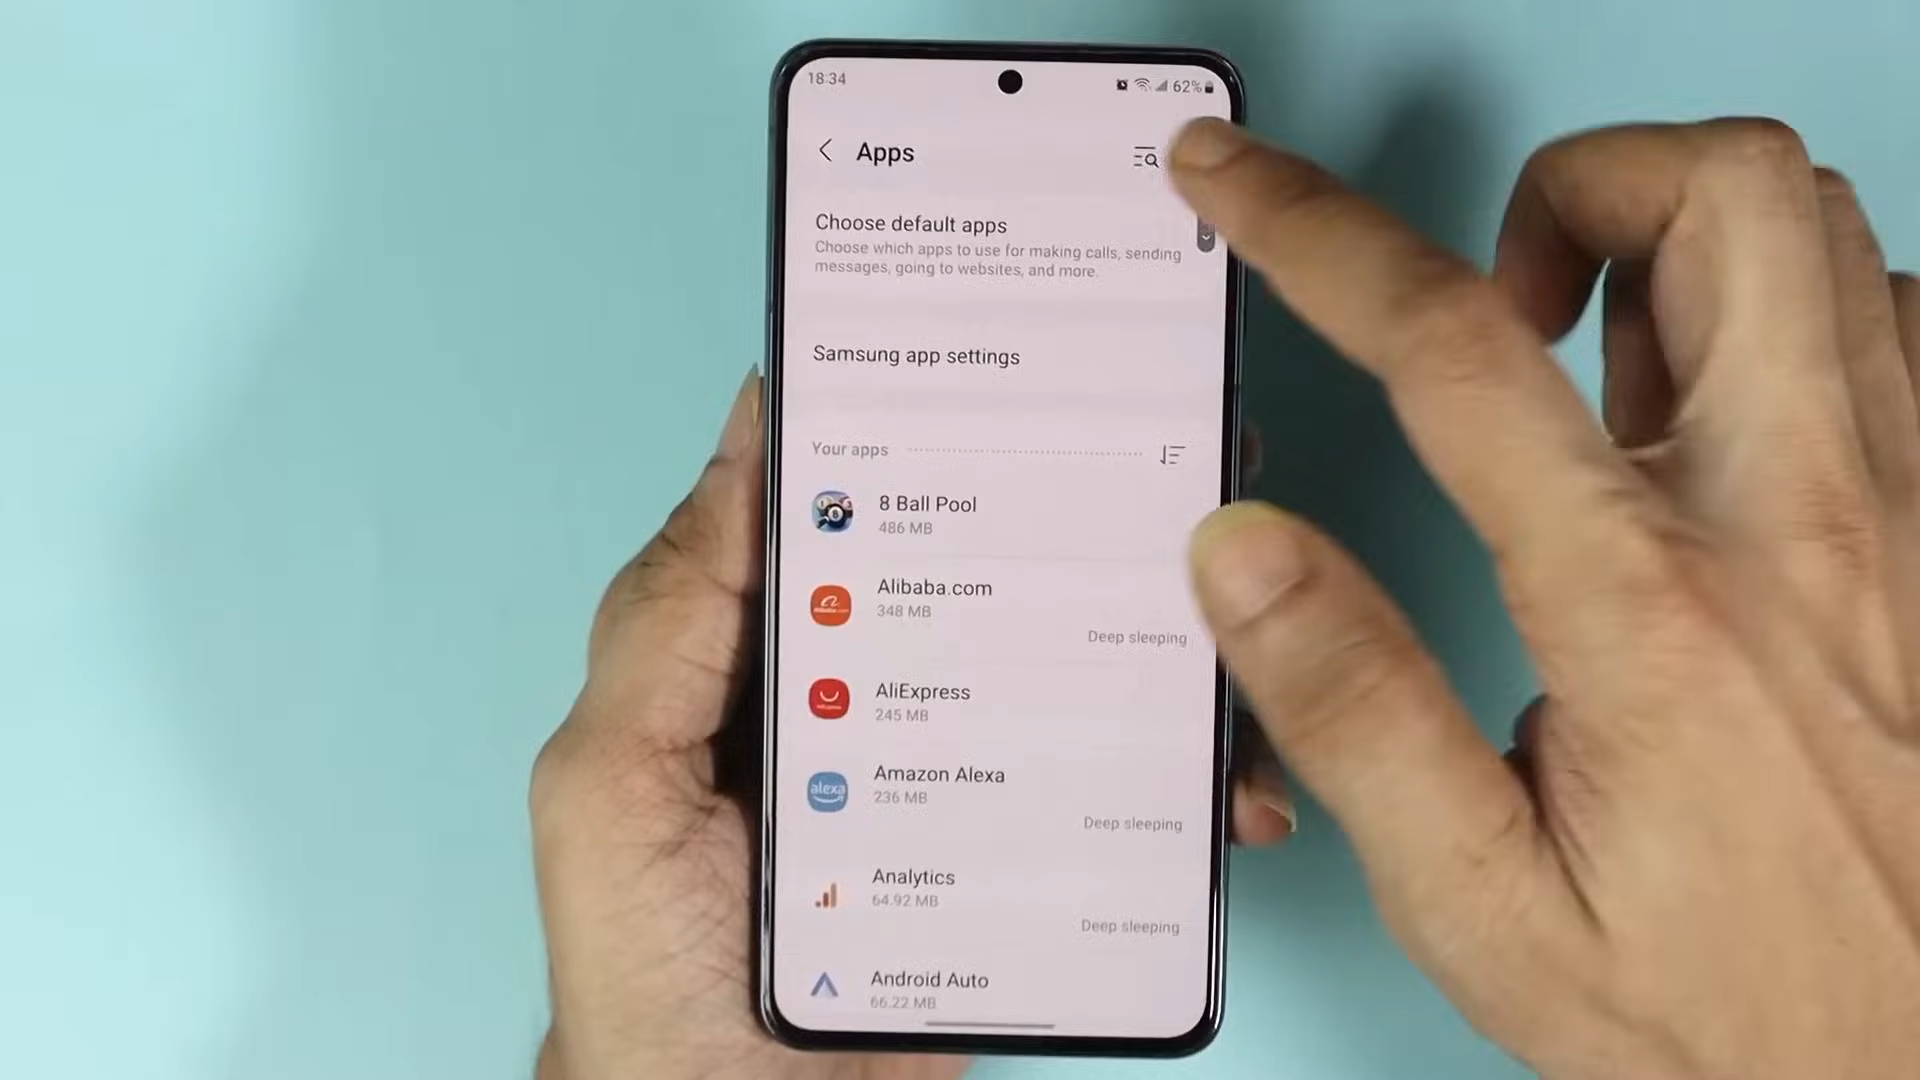 18:34
62%
Apps
Choose default apps
Choose which apps to use for making calls, sending
messages, going to websites, and more.
Samsung app settings
Your apps
8 Ball Pool
486 MB
Alibaba.com
348 MB
Deep sleeping
AliExpress
245 MB
alexa
Amazon Alexa
236 MB
Deep sleeping
Analytics
64.92 MB
Deep sleeping
Android Auto
66.22 MB